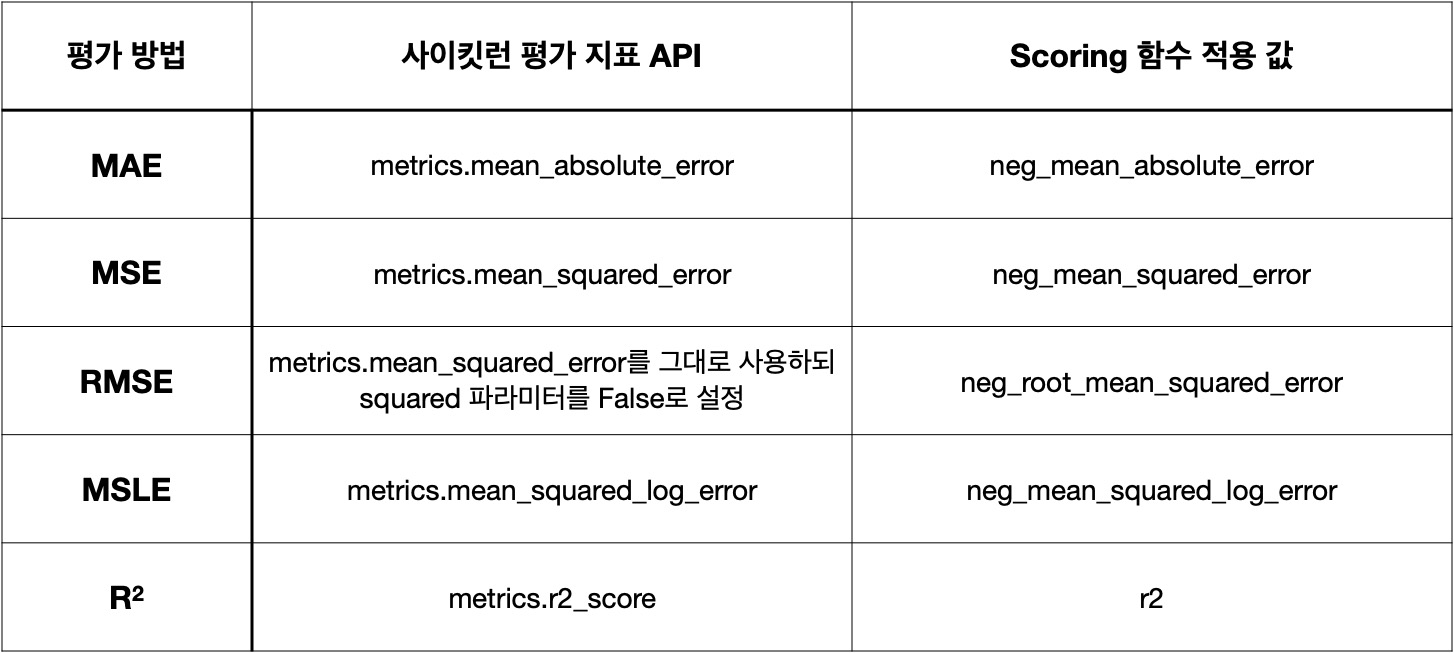 평가 방법 사이킷런 평가 지표 API Scoring 함수 적용 값
MAE metrics.mean_absolute_error neg_mean_absolute_error
MSE metrics.mean_squared_error neg_mean_squared_error
RMSE metrics.mean_squared_error를 그대로 사용하되
squared 파라미터를 False로 설정 neg_root_mean_squared_error
MSLE metrics.mean_squared_log_error neg_mean_squared_log_error
R² metrics.r2_score r2